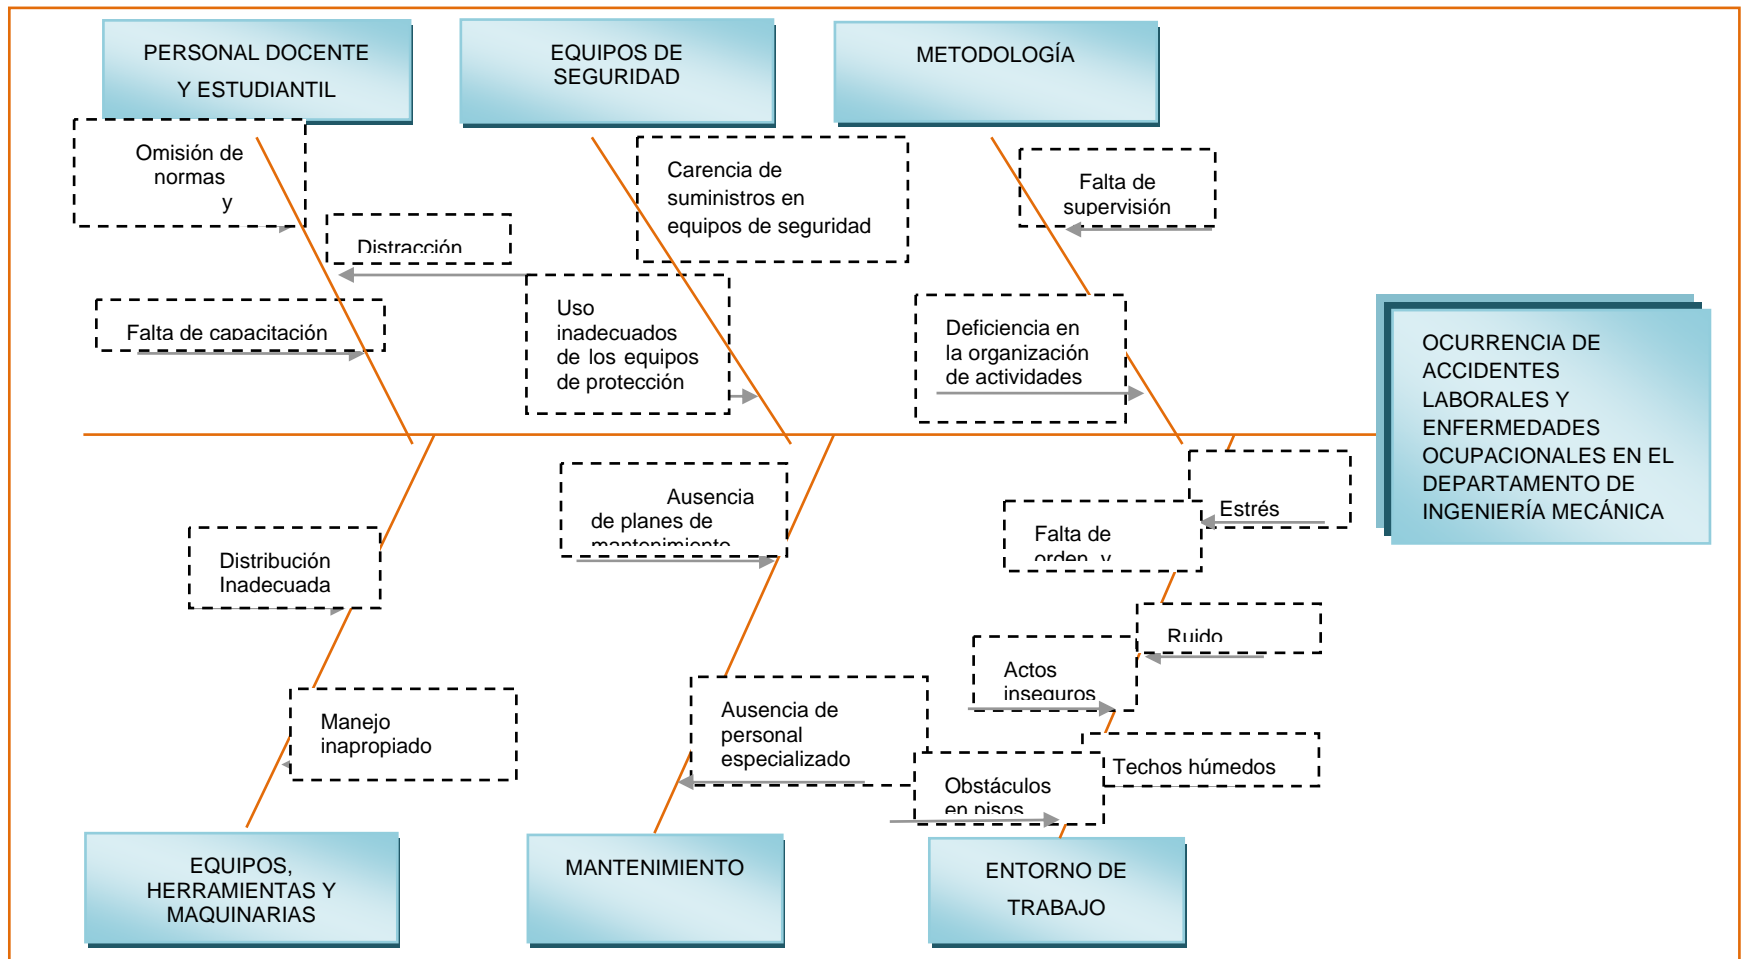 PERSONAL DOCENTE
Y ESTUDIANTIL
EQUIPOS DE
SEGURIDAD
METODOLOGÍA
Omisión de
normas
y
Distracción
Falta de capacitación
Carencia de
suministros en
equipos de seguridad
Uso
inadecuados
de los equipos
de protección
Falta de
supervisión
Deficiencia en
la organización
de actividades
OCURRENCIA DE
ACCIDENTES
LABORALES Y
ENFERMEDADES
OCUPACIONALES EN EL
DEPARTAMENTO DE
INGENIERÍA MECÁNICA
Distribución
Inadecuada
Manejo
inapropiado
Ausencia
de planes de
mantenimiento
Ausencia de
personal
especializado
Estrés
Falta de
orden y
Ruido
Actos
inseguros
Techos húmedos
Obstáculos
en pisos
EQUIPOS,
HERRAMIENTAS Y
MAQUINARIAS
MANTENIMIENTO
ENTORNO DE
TRABAJO